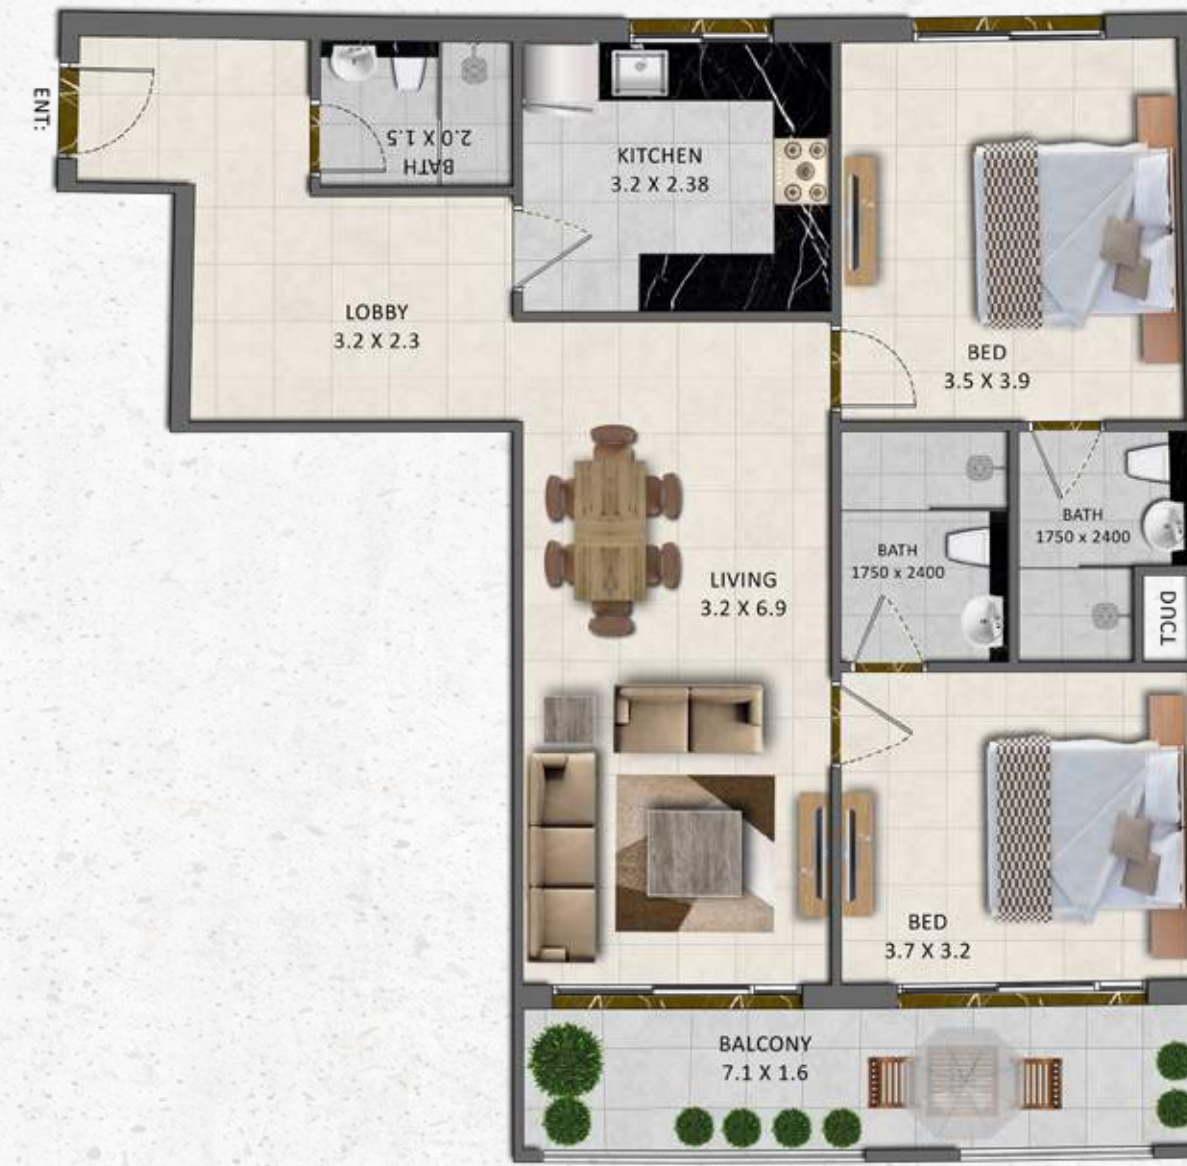 ENT:
BATH
2.0 X 1.5
KITCHEN
3.2 X 2.38
LOBBY
3.2 X 2.3
BED
3.5 X 3.9
BATH
1750 x 2400
BATH
1750 x 2400
DUCT
LIVING
3.2 X 6.9
BED
3.7 X 3.2
BALCONY
7.1 X 1.6